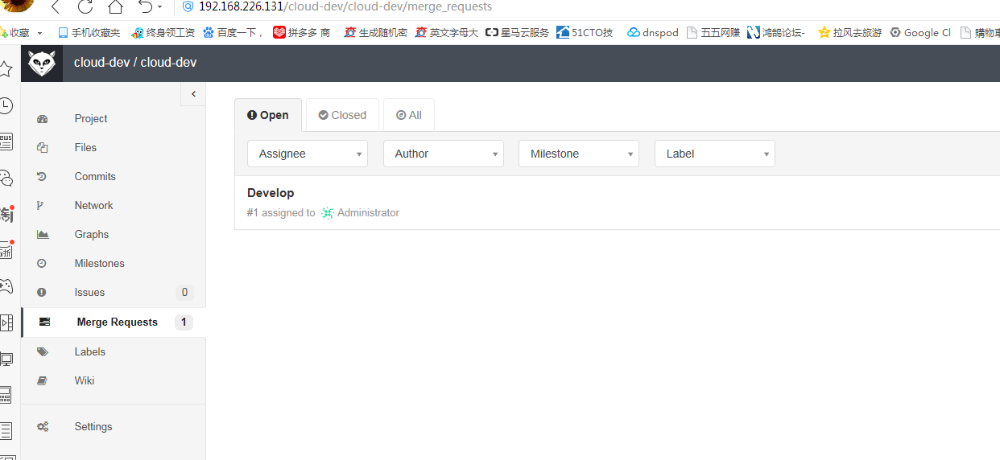 192.168.226.131/cloud-dev/cloud-dev/merge_requests
收藏 手机收藏夹 终身领工资 百度一下， 拼多多 商 生成随机密 英文字母大 星马云服务 51CTO技 dnspod 五五网赚 鸿鹄论坛- 拉风去旅游 Google Cl 購物車
cloud-dev / cloud-dev
Project
Files
Commits
Network
Graphs
Milestones
Issues 0
Merge Requests 1
Labels
Wiki
Settings
Open Closed All
Assignee Author Milestone Label
Develop
#1 assigned to Administrator